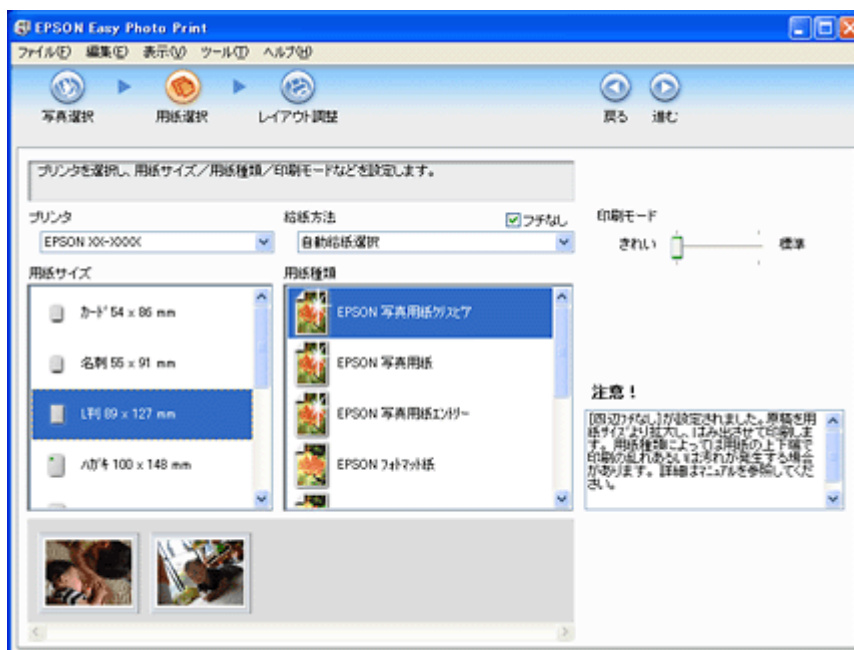 EPSON Easy Photo Print
ファイル(F) 編集(E) 表示(V) ツール(T) ヘルプ(H)
写真選択 用紙選択 レイアウト調整 戻る 進む
プリンタを選択し、用紙サイズ／用紙種類／印刷モードなどを設定します。
プリンタ 給紙方法 フチなし 印刷モード
EPSON XX-XXXX 自動給紙選択 きれい 標準
用紙サイズ 用紙種類
カード 54 x 86 mm
名刺 55 x 91 mm
L判 89 x 127 mm
ハガキ 100 x 148 mm
EPSON 写真用紙クリスピア
EPSON 写真用紙
EPSON 写真用紙エントリー
EPSON フォトマット紙
注意！
[四辺フチなし]が設定されました。原稿を用
紙サイズより拡大し、はみ出させて印刷しま
す。用紙種類によっては用紙の上下端で
印刷の乱れあるいは汚れが発生する場合
があります。詳細はマニュアルを参照してくだ
さい。